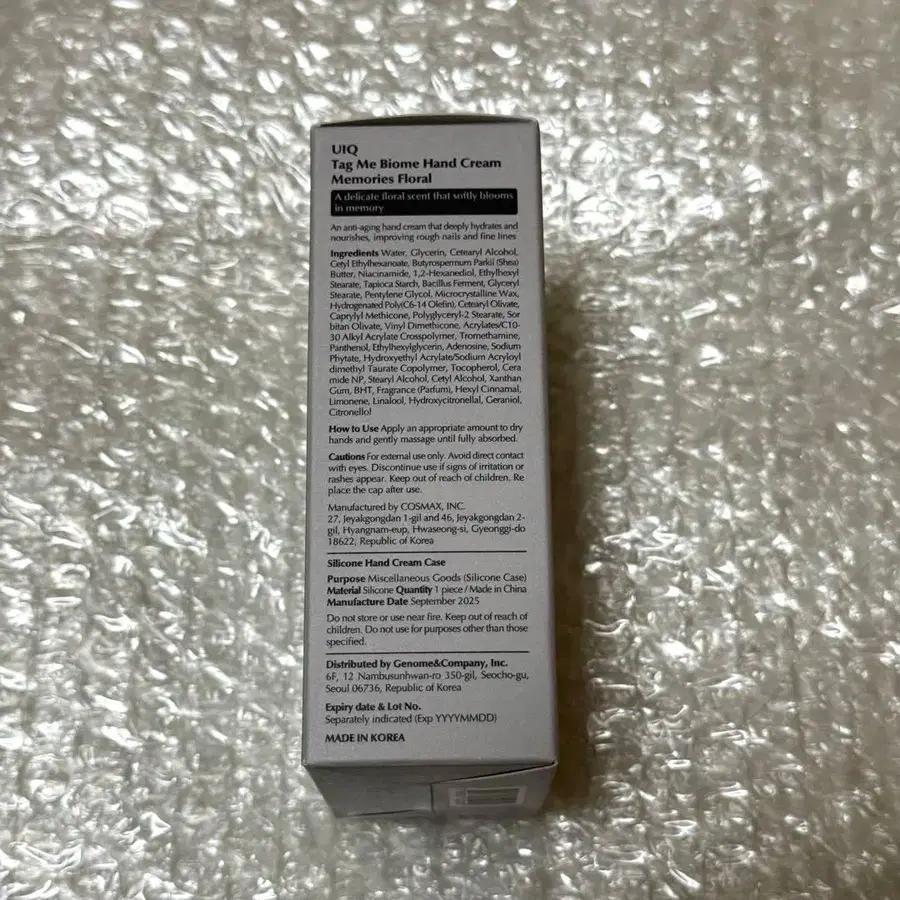 UIQ
Tag Me Biome Hand Cream
Memories Floral
A delicate floral scent that softly blooms
in memory
An anti-aging hand cream that deeply hydrates and
nourishes, improving rough nails and fine lines
Ingredients Water, Glycerin, Cetearyl Alcohol,
Cetyl Ethylhexanoate, Butyrospermum Parkii (Shea)
Butter, Niacinamide, 1,2-Hexanediol, Ethylhexyl
Stearate, Tapioca Starch, Bacillus Ferment, Glyceryl
Stearate, Pentylene Glycol, Microcrystalline Wax,
Hydrogenated Poly(C6-14 Olefin), Cetearyl Olivate,
Caprylyl Methicone, Polyglyceryl-2 Stearate, Sor
bitan Olivate, Vinyl Dimethicone, Acrylates/C10-
30 Alkyl Acrylate Crosspolymer, Tromethamine,
Panthenol, Ethylhexylglycerin, Adenosine, Sodium
Phytate, Hydroxyethyl Acrylate/Sodium Acryloyl
dimethyl Taurate Copolymer, Tocopherol, Cera
mide NP, Stearyl Alcohol, Cetyl Alcohol, Xanthan
Gum, BHT, Fragrance (Parfum), Hexyl Cinnamal,
Limonene, Linalool, Hydroxycitronellal, Geraniol,
Citronellol
How to Use Apply an appropriate amount to dry
hands and gently massage until fully absorbed.
Cautions For external use only. Avoid direct contact
with eyes. Discontinue use if signs of irritation or
rashes appear. Keep out of reach of children. Re
place the cap after use.
Manufactured by COSMAX, INC.
27, Jeyakgongdan 1-gil and 46, Jeyakgongdan 2-
gil, Hyangnam-eup, Hwaseong-si, Gyeonggi-do
18622, Republic of Korea
Silicone Hand Cream Case
Purpose Miscellaneous Goods (Silicone Case)
Material Silicone Quantity 1 piece / Made in China
Manufacture Date September 2025
Do not store or use near fire. Keep out of reach of
children. Do not use for purposes other than those
specified.
Distributed by Genome&Company, Inc.
6F, 12 Nambusunhwan-ro 350-gil, Seocho-gu,
Seoul 06736, Republic of Korea
Expiry date & Lot No.
Separately indicated (Exp YYYYMMDD)
MADE IN KOREA